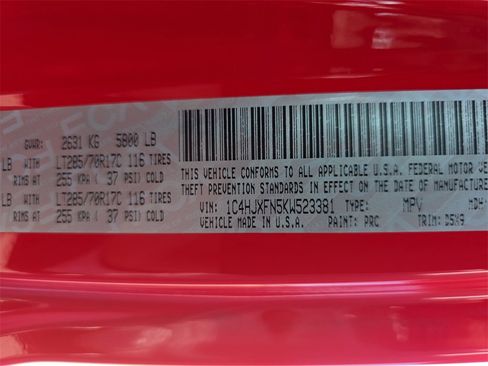 GVWR: 2631 KG 5800 LB
LB WITH LT285/70R17C 116 TIRES
RIMS AT 255 KPA ( 37 PSI) COLD
LB WITH LT285/70R17C 116 TIRES
RIMS AT 255 KPA ( 37 PSI) COLD
THIS VEHICLE CONFORMS TO ALL APPLICABLE U.S.A. FEDERAL MOTOR VE
THEFT PREVENTION STANDARDS IN EFFECT ON THE DATE OF MANUFACTU
VIN: 1C4HJXFN5KW523381 TYPE: MPV MDH:
VEHICLE MADE IN U.S.A. PAINT: PRC TRIM: D5X9